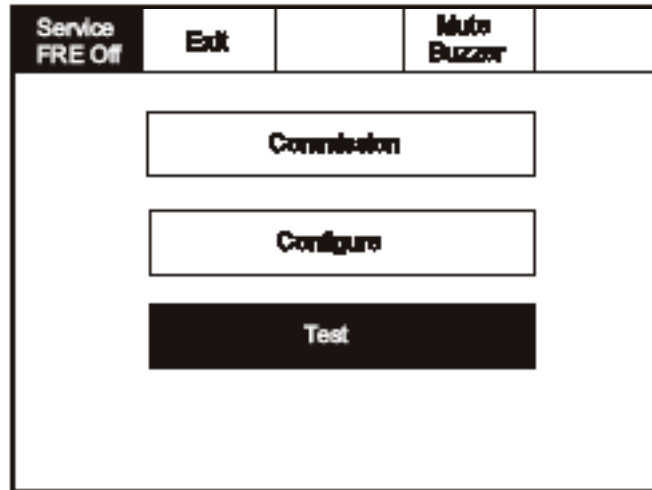 Service
FRE Off
Exit
Mute
Buzzer
Commission
Configure
Test